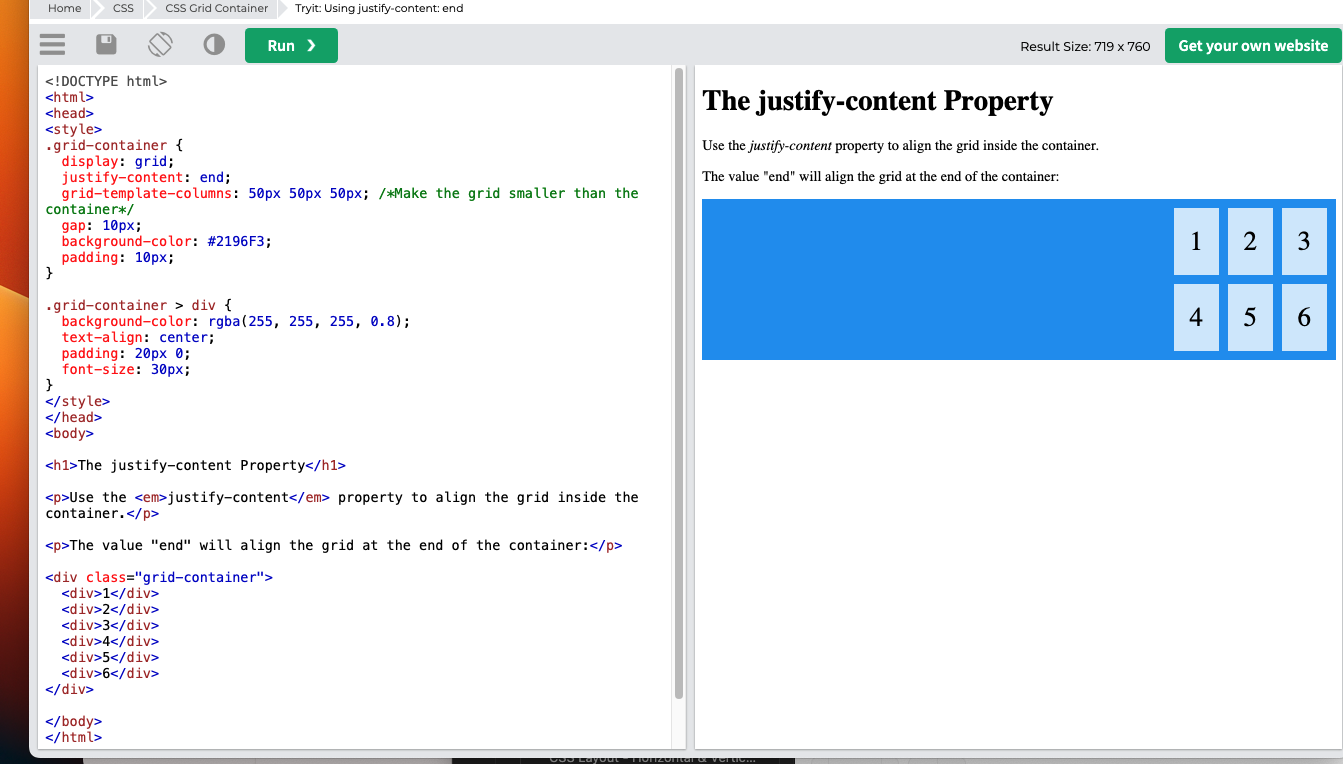 Home CSS CSS Grid Container Tryit: Using justify-content: end
Run ❯ Result Size: 719 x 760 Get your own website
<!DOCTYPE html>
<html>
<head>
<style>
.grid-container {
  display: grid;
  justify-content: end;
  grid-template-columns: 50px 50px 50px; /*Make the grid smaller than the
container*/
  gap: 10px;
  background-color: #2196F3;
  padding: 10px;
}
.grid-container > div {
  background-color: rgba(255, 255, 255, 0.8);
  text-align: center;
  padding: 20px 0;
  font-size: 30px;
}
</style>
</head>
<body>
<h1>The justify-content Property</h1>
<p>Use the <em>justify-content</em> property to align the grid inside the
container.</p>
<p>The value "end" will align the grid at the end of the container:</p>
<div class="grid-container">
  <div>1</div>
  <div>2</div>
  <div>3</div>
  <div>4</div>
  <div>5</div>
  <div>6</div>
</div>
</body>
</html>
The justify-content Property
Use the justify-content property to align the grid inside the container.
The value "end" will align the grid at the end of the container:
1 2 3
4 5 6
CSS Layout - Horizontal & Vertic...